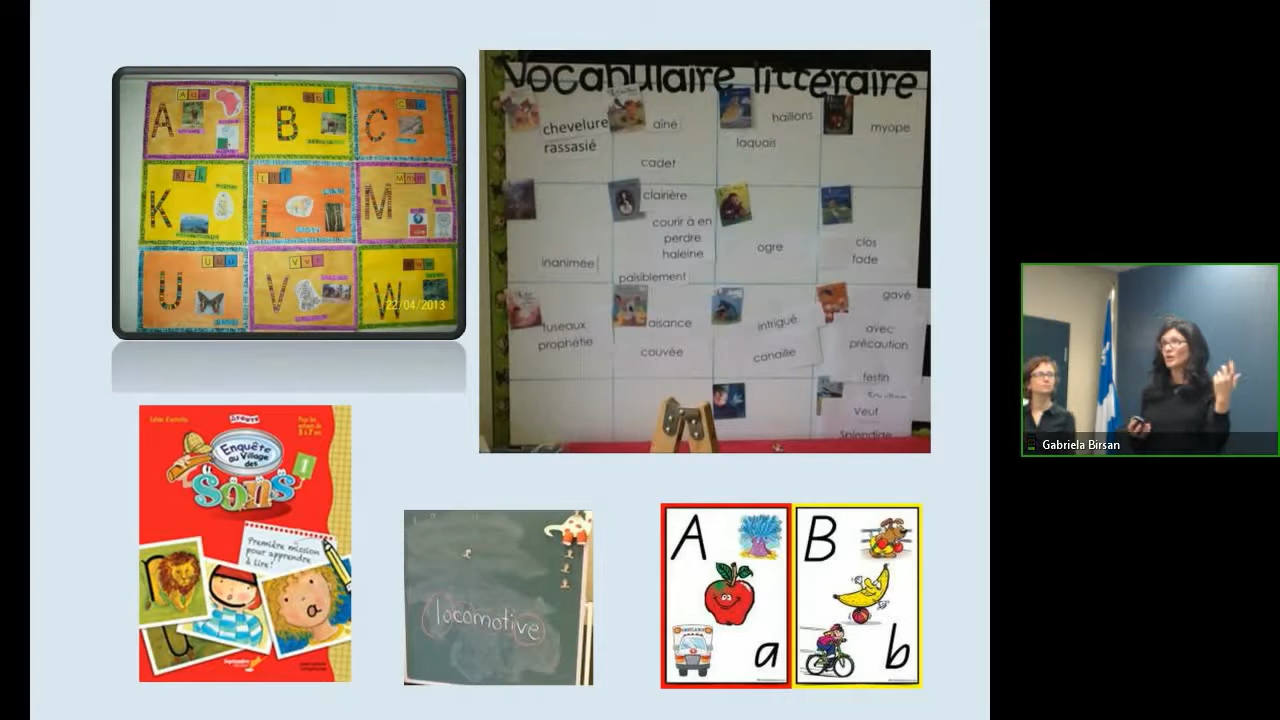 A
B
C
K
L
M
U
V
W
22/04/2013
Vocabulaire littéraire
chevelure
rassasié
aîné
cadet
haillons
laquais
myope
inanimée
clairière
courir à en
perdre
haleine
paisiblement
ogre
clos
fade
fuseaux
prophétie
aisance
couvée
intrigué
canaille
gavé
avec
précaution
festin
Veuf
Splendide
Enquête
au Village
des
Sons
1
Première mission
pour apprendre
à lire!
a
locomotive
A
a
B
b
Gabriela Birsan